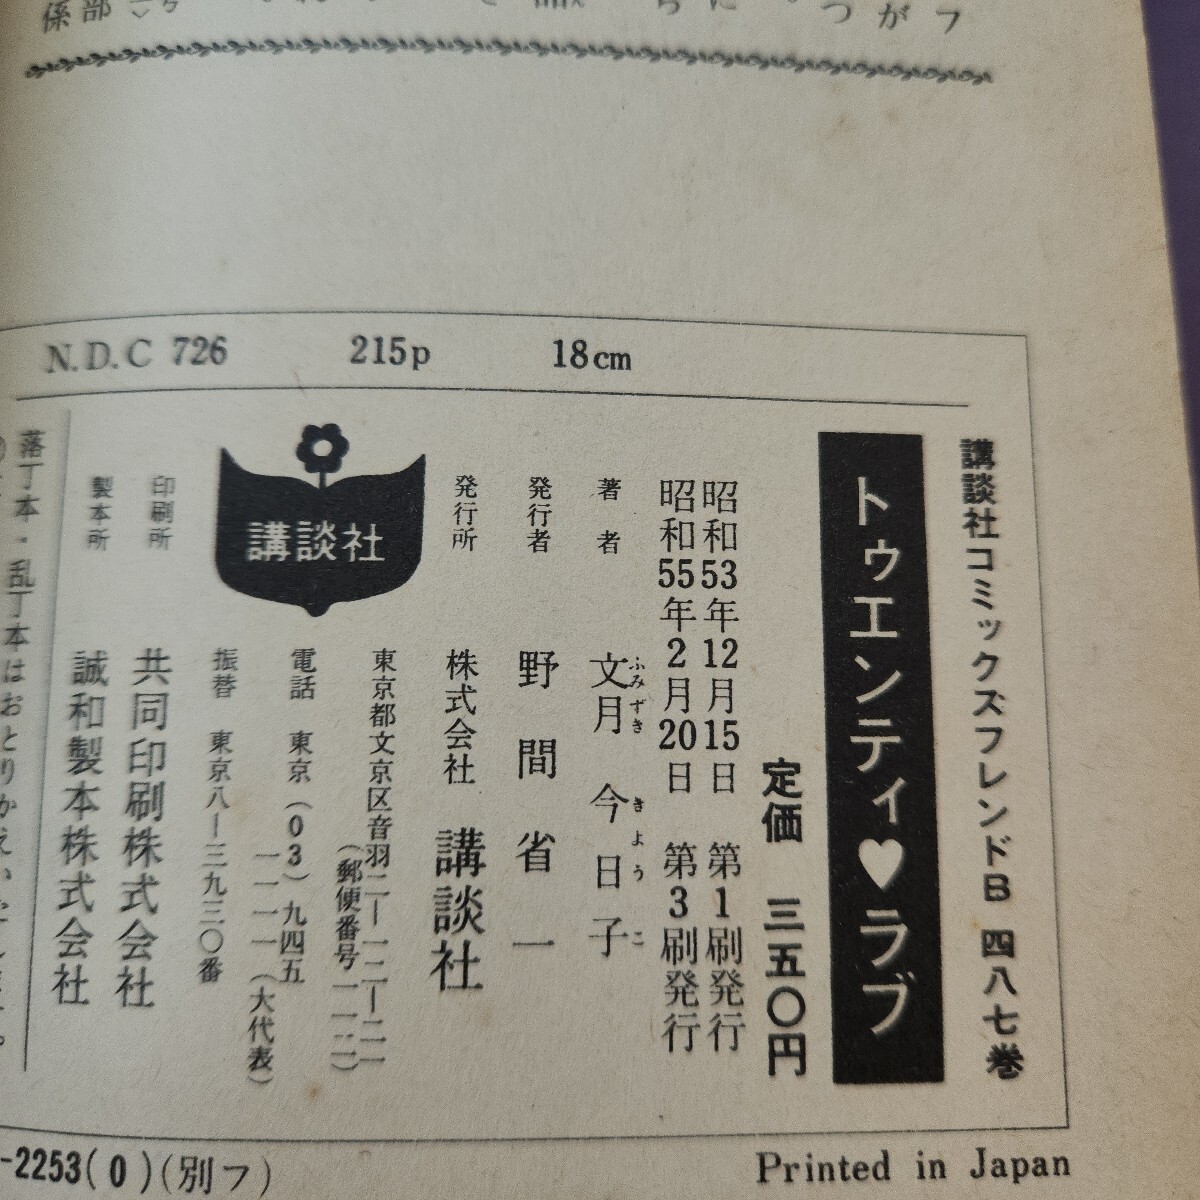 N.D.C 726 215p 18cm
講談社コミックスフレンドB 四八七巻
トゥエンティ♥ラブ
定価 三五〇円
昭和53年12月15日 第1刷発行
昭和55年2月20日 第3刷発行
著者 文月 今日子
ふみずき きょうこ
発行者 野間省一
発行所 株式会社 講談社
東京都文京区音羽二—一二—二一
(郵便番号一一二)
電話 東京(03)九四五
一一一一(大代表)
振替 東京八—三九三〇番
講談社
印刷所 共同印刷株式会社
製本所 誠和製本株式会社
落丁本・乱丁本はおとりかえいたします。
-2253(0)(別フ)
Printed in Japan